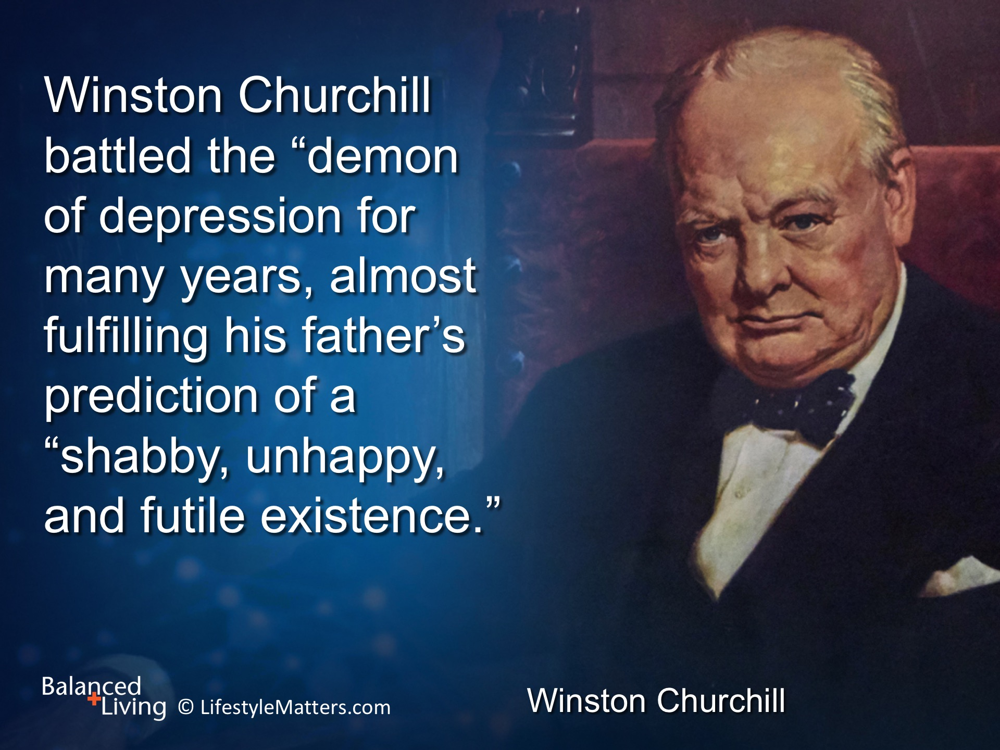 Winston Churchill
battled the “demon
of depression for
many years, almost
fulfilling his father’s
prediction of a
“shabby, unhappy,
and futile existence.”
Balanced
Living
© LifestyleMatters.com
Winston Churchill